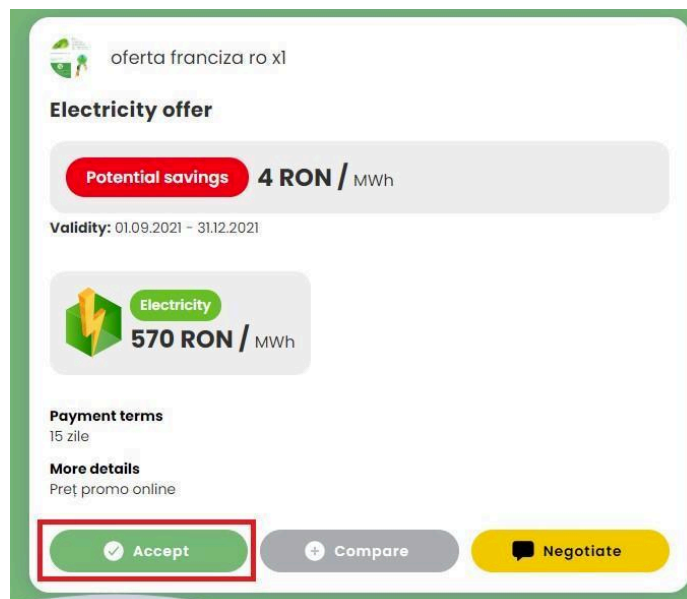 oferta franciza ro x1
Electricity offer
Potential savings 4 RON / MWh
Validity: 01.09.2021 - 31.12.2021
Electricity
570 RON / MWh
Payment terms
15 zile
More details
Preț promo online
Accept
Compare
Negotiate